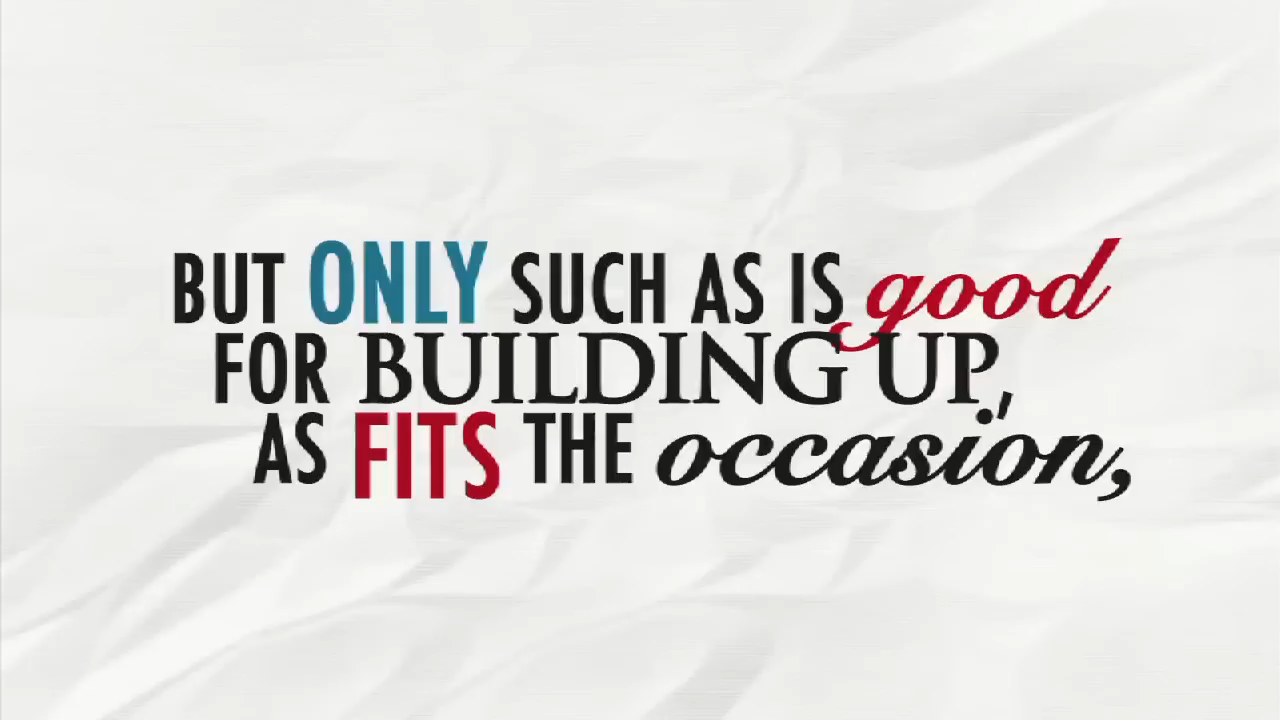 BUT ONLY SUCH AS IS good
FOR BUILDING UP,
AS FITS THE occasion,